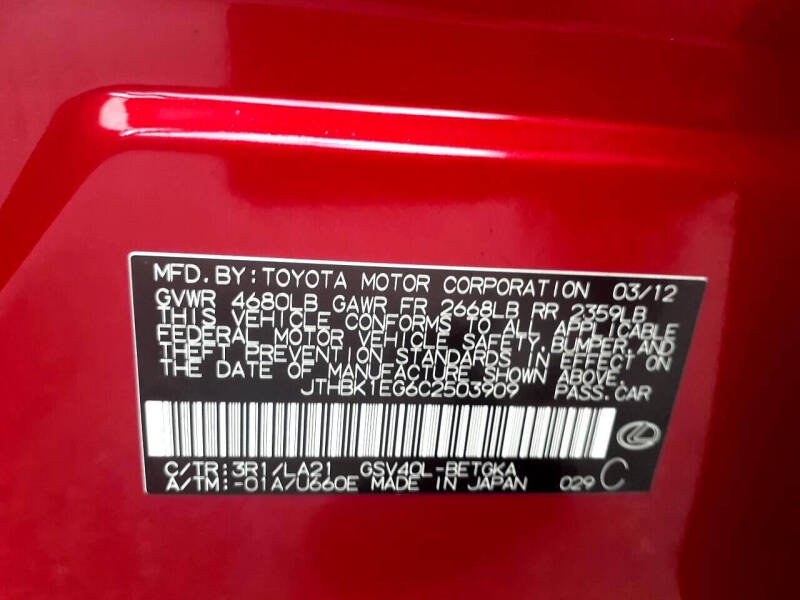 MFD. BY: TOYOTA MOTOR CORPORATION 03/12
GVWR 4680LB GAWR FR 2668LB RR 2359LB
THIS VEHICLE CONFORMS TO ALL APPLICABLE
FEDERAL MOTOR VEHICLE SAFETY, BUMPER, AND
THEFT PREVENTION STANDARDS IN EFFECT ON
THE DATE OF MANUFACTURE SHOWN ABOVE.
JTHBK1EG6C2503909 PASS.CAR
C/TR:3R1/LA21 GSV40L-BETGKA
A/TM:-01A/U660E MADE IN JAPAN 029 C